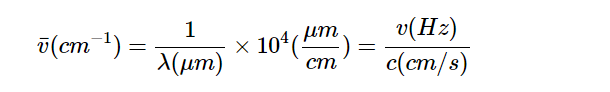 v̄(cm⁻¹) = 1/λ(μm) × 10⁴(μm/cm) = v(Hz)/c(cm/s)